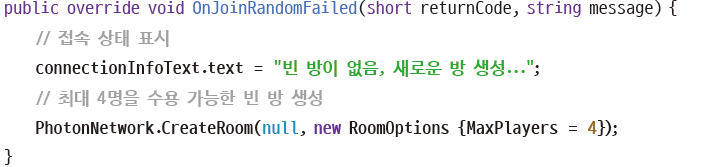 public override void OnJoinRandomFailed(short returnCode, string message) {
// 접속 상태 표시
connectionInfoText.text = "빈 방이 없음, 새로운 방 생성...";
// 최대 4명을 수용 가능한 빈 방 생성
PhotonNetwork.CreateRoom(null, new RoomOptions {MaxPlayers = 4});
}